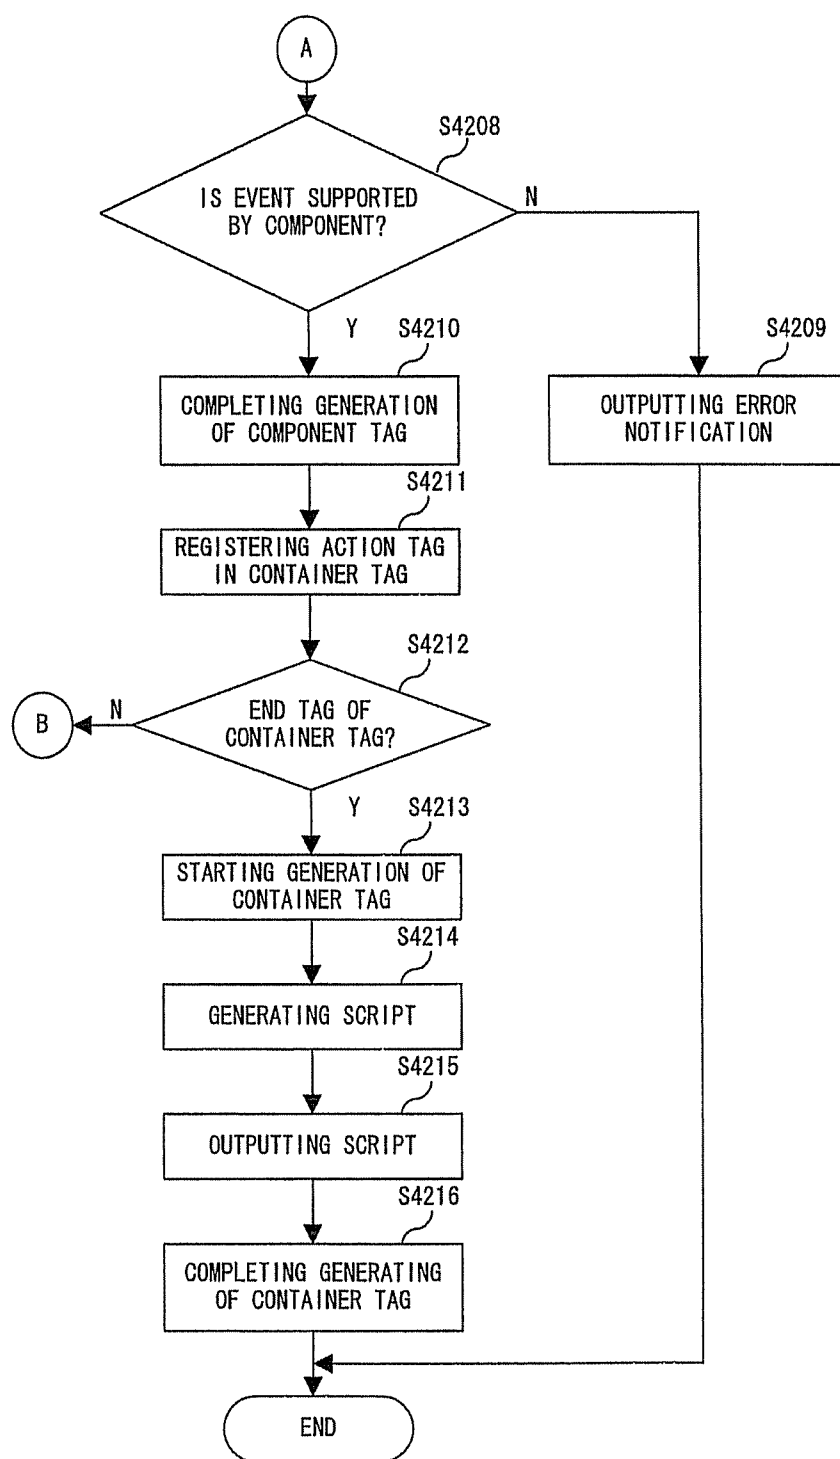 A
S4208
IS EVENT SUPPORTED
BY COMPONENT?
N
Y
S4210
S4209
COMPLETING GENERATION
OF COMPONENT TAG
OUTPUTTING ERROR
NOTIFICATION
S4211
REGISTERING ACTION TAG
IN CONTAINER TAG
S4212
END TAG OF
CONTAINER TAG?
N
B
Y
S4213
STARTING GENERATION OF
CONTAINER TAG
S4214
GENERATING SCRIPT
S4215
OUTPUTTING SCRIPT
S4216
COMPLETING GENERATING
OF CONTAINER TAG
END